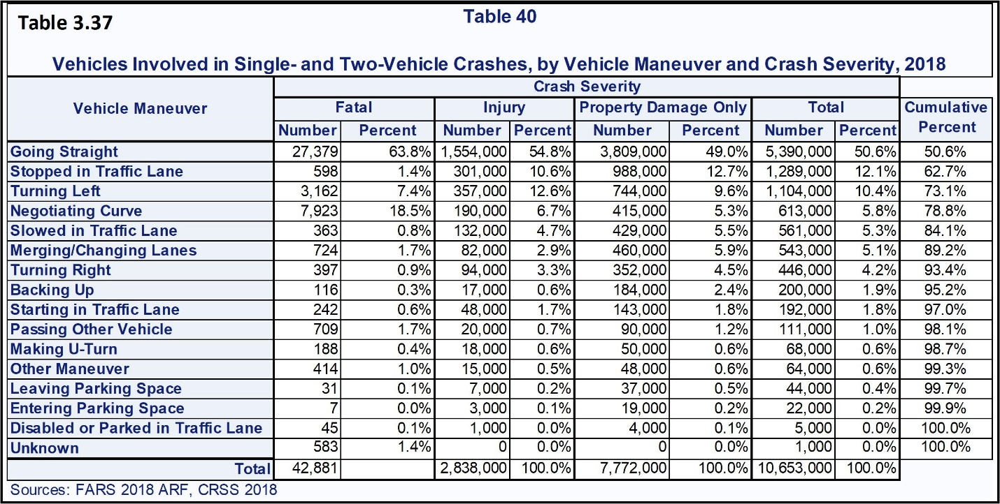 Table 3.37
Table 40
Vehicles Involved in Single- and Two-Vehicle Crashes, by Vehicle Maneuver and Crash Severity, 2018
Vehicle Maneuver Crash Severity Cumulative Percent
Fatal Injury Property Damage Only Total
Number Percent Number Percent Number Percent Number Percent
Going Straight 27,379 63.8% 1,554,000 54.8% 3,809,000 49.0% 5,390,000 50.6% 50.6%
Stopped in Traffic Lane 598 1.4% 301,000 10.6% 988,000 12.7% 1,289,000 12.1% 62.7%
Turning Left 3,162 7.4% 357,000 12.6% 744,000 9.6% 1,104,000 10.4% 73.1%
Negotiating Curve 7,923 18.5% 190,000 6.7% 415,000 5.3% 613,000 5.8% 78.8%
Slowed in Traffic Lane 363 0.8% 132,000 4.7% 429,000 5.5% 561,000 5.3% 84.1%
Merging/Changing Lanes 724 1.7% 82,000 2.9% 460,000 5.9% 543,000 5.1% 89.2%
Turning Right 397 0.9% 94,000 3.3% 352,000 4.5% 446,000 4.2% 93.4%
Backing Up 116 0.3% 17,000 0.6% 184,000 2.4% 200,000 1.9% 95.2%
Starting in Traffic Lane 242 0.6% 48,000 1.7% 143,000 1.8% 192,000 1.8% 97.0%
Passing Other Vehicle 709 1.7% 20,000 0.7% 90,000 1.2% 111,000 1.0% 98.1%
Making U-Turn 188 0.4% 18,000 0.6% 50,000 0.6% 68,000 0.6% 98.7%
Other Maneuver 414 1.0% 15,000 0.5% 48,000 0.6% 64,000 0.6% 99.3%
Leaving Parking Space 31 0.1% 7,000 0.2% 37,000 0.5% 44,000 0.4% 99.7%
Entering Parking Space 7 0.0% 3,000 0.1% 19,000 0.2% 22,000 0.2% 99.9%
Disabled or Parked in Traffic Lane 45 0.1% 1,000 0.0% 4,000 0.1% 5,000 0.0% 100.0%
Unknown 583 1.4% 0 0.0% 0 0.0% 1,000 0.0% 100.0%
Total 42,881 2,838,000 100.0% 7,772,000 100.0% 10,653,000 100.0%
Sources: FARS 2018 ARF, CRSS 2018